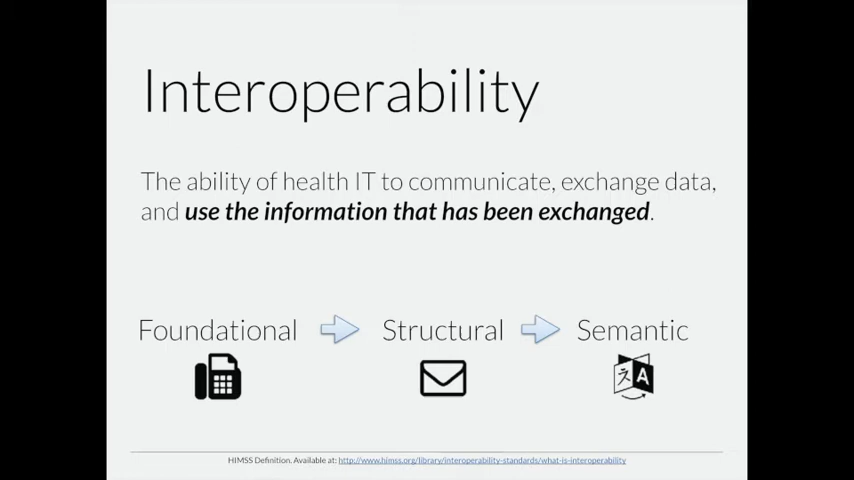 Interoperability
The ability of health IT to communicate, exchange data,
and use the information that has been exchanged.
Foundational Structural Semantic
A
HIMSS Definition. Available at: http://www.himss.org/library/interoperability-standards/what-is-interoperability